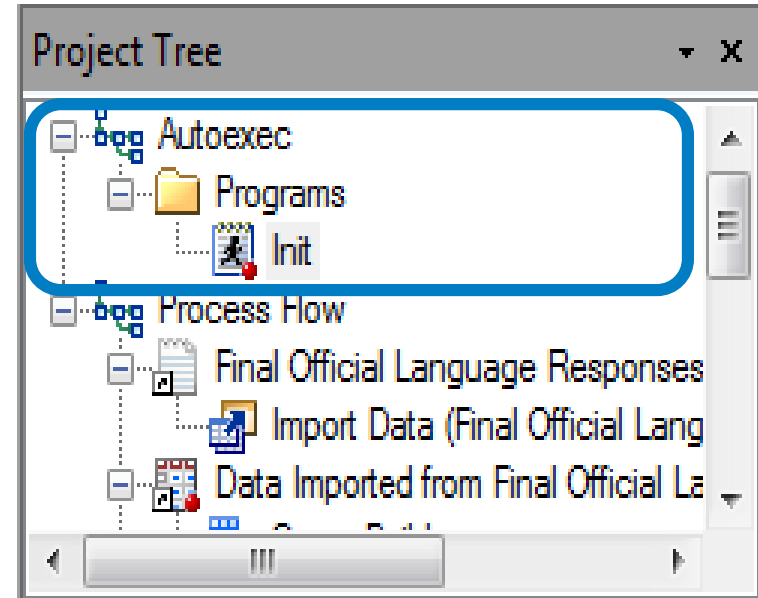 Project Tree
Autoexec
Programs
Init
Process Flow
Final Official Language Responses
Import Data (Final Official Lang
Data Imported from Final Official La